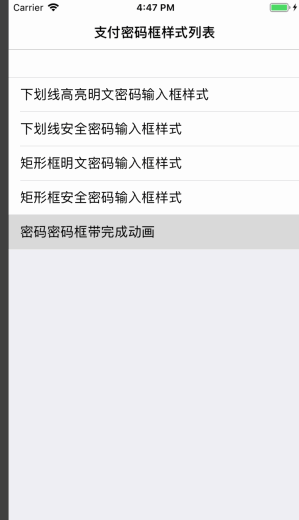 Carrier 4:47 PM
支付密码框样式列表
下划线高亮明文密码输入框样式
下划线安全密码输入框样式
矩形框明文密码输入框样式
矩形框安全密码输入框样式
密码密码框带完成动画